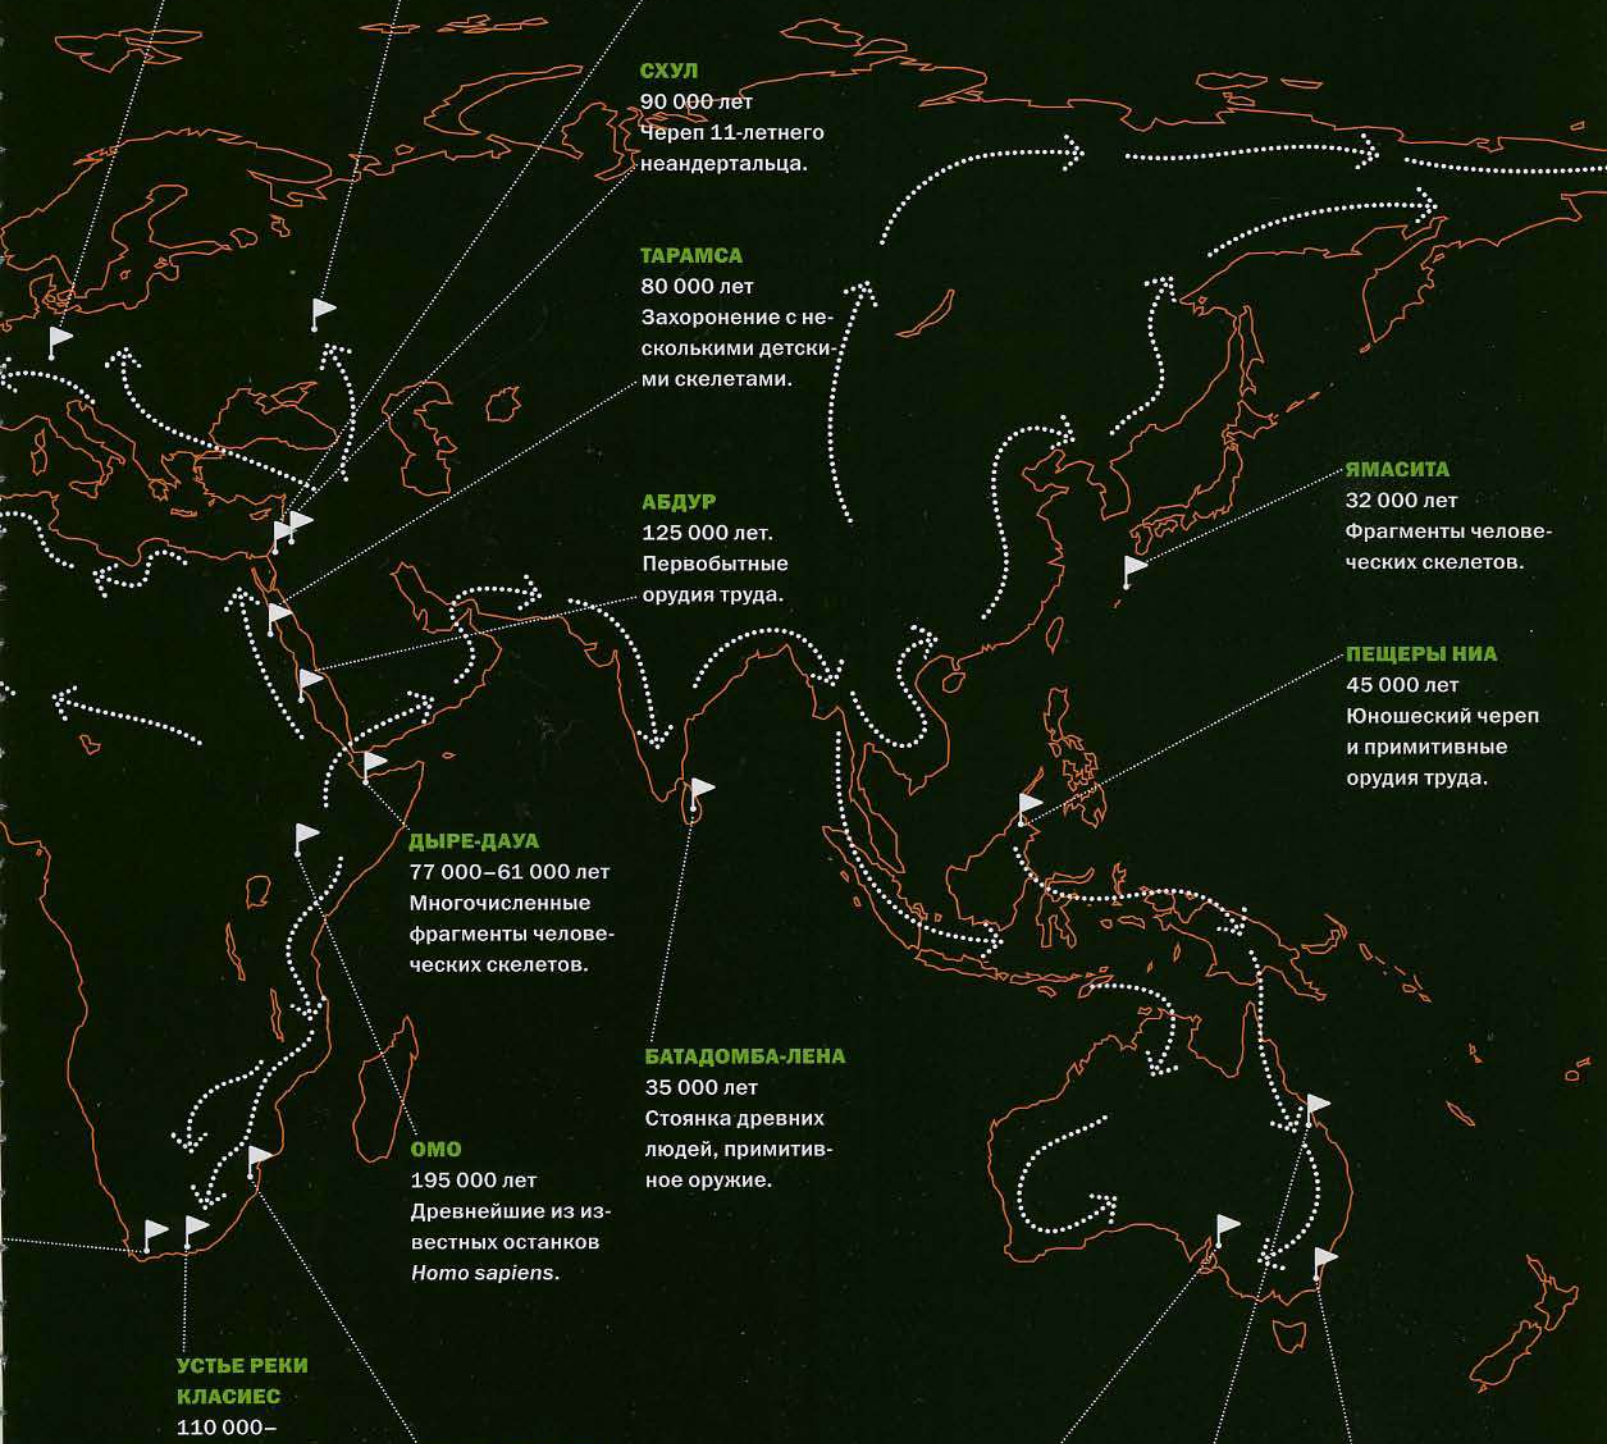 СХУЛ
90 000 лет
Череп 11-летнего
неандертальца.
ТАРАМСА
80 000 лет
Захоронение с не-
сколькими детски-
ми скелетами.
АБДУР
125 000 лет.
Первобытные
орудия труда.
ЯМАСИТА
32 000 лет
Фрагменты челове-
ческих скелетов.
ПЕЩЕРЫ НИА
45 000 лет
Юношеский череп
и примитивные
орудия труда.
ДЫРЕ-ДАУА
77 000–61 000 лет
Многочисленные
фрагменты челове-
ческих скелетов.
БАТАДОМБА-ЛЕНА
35 000 лет
Стоянка древних
людей, примитив-
ное оружие.
ОМО
195 000 лет
Древнейшие из из-
вестных останков
Homo sapiens.
УСТЬЕ РЕКИ
КЛАСИЕС
110 000–